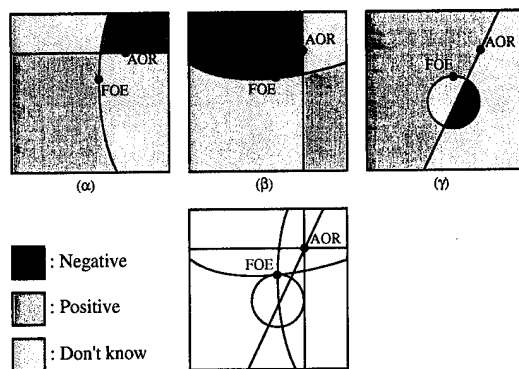 AOR
FOE
AOR
FOE
AOR
FOE
(α)
(β)
(γ)
AOR
FOE
: Negative
: Positive
: Don't know